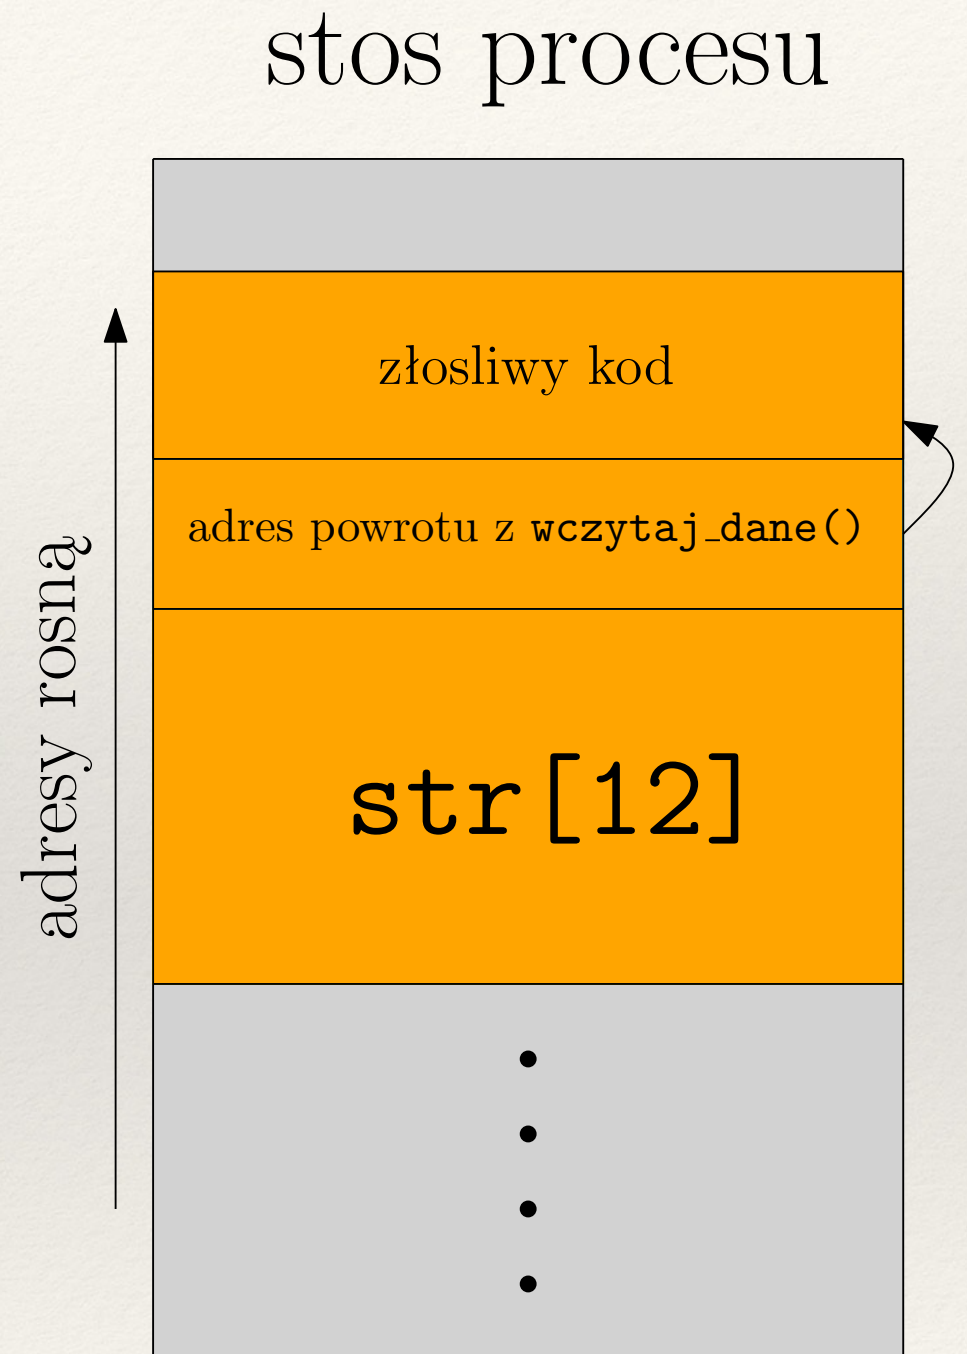 stos procesu
złosliwy kod
adres powrotu z wczytaj_dane()
adresy rosną
str[12]